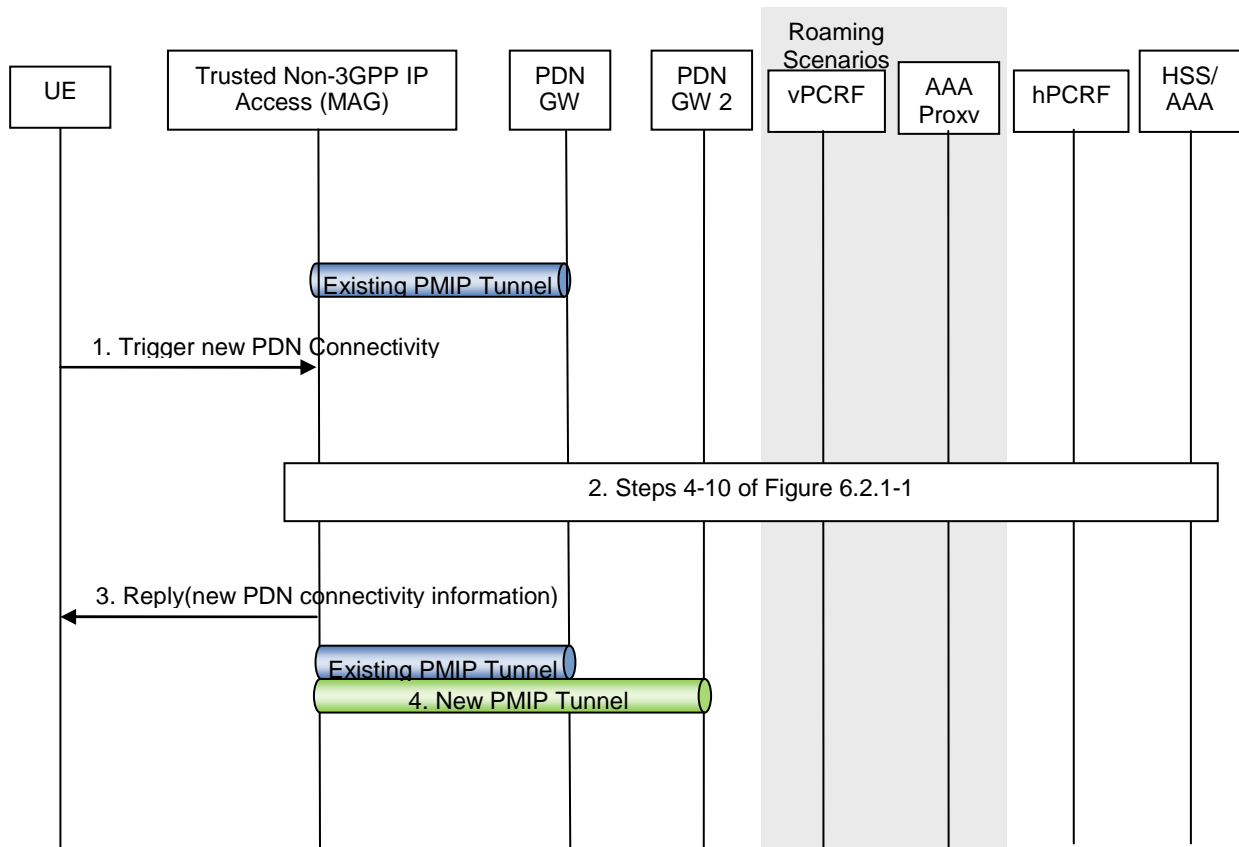 Roaming
Scenarios
UE
Trusted Non-3GPP IP
Access (MAG)
PDN
GW
PDN
GW 2
vPCRF
AAA
Proxy
hPCRF
HSS/
AAA
Existing PMIP Tunnel
1. Trigger new PDN Connectivity
2. Steps 4-10 of Figure 6.2.1-1
3. Reply(new PDN connectivity information)
Existing PMIP Tunnel
4. New PMIP Tunnel